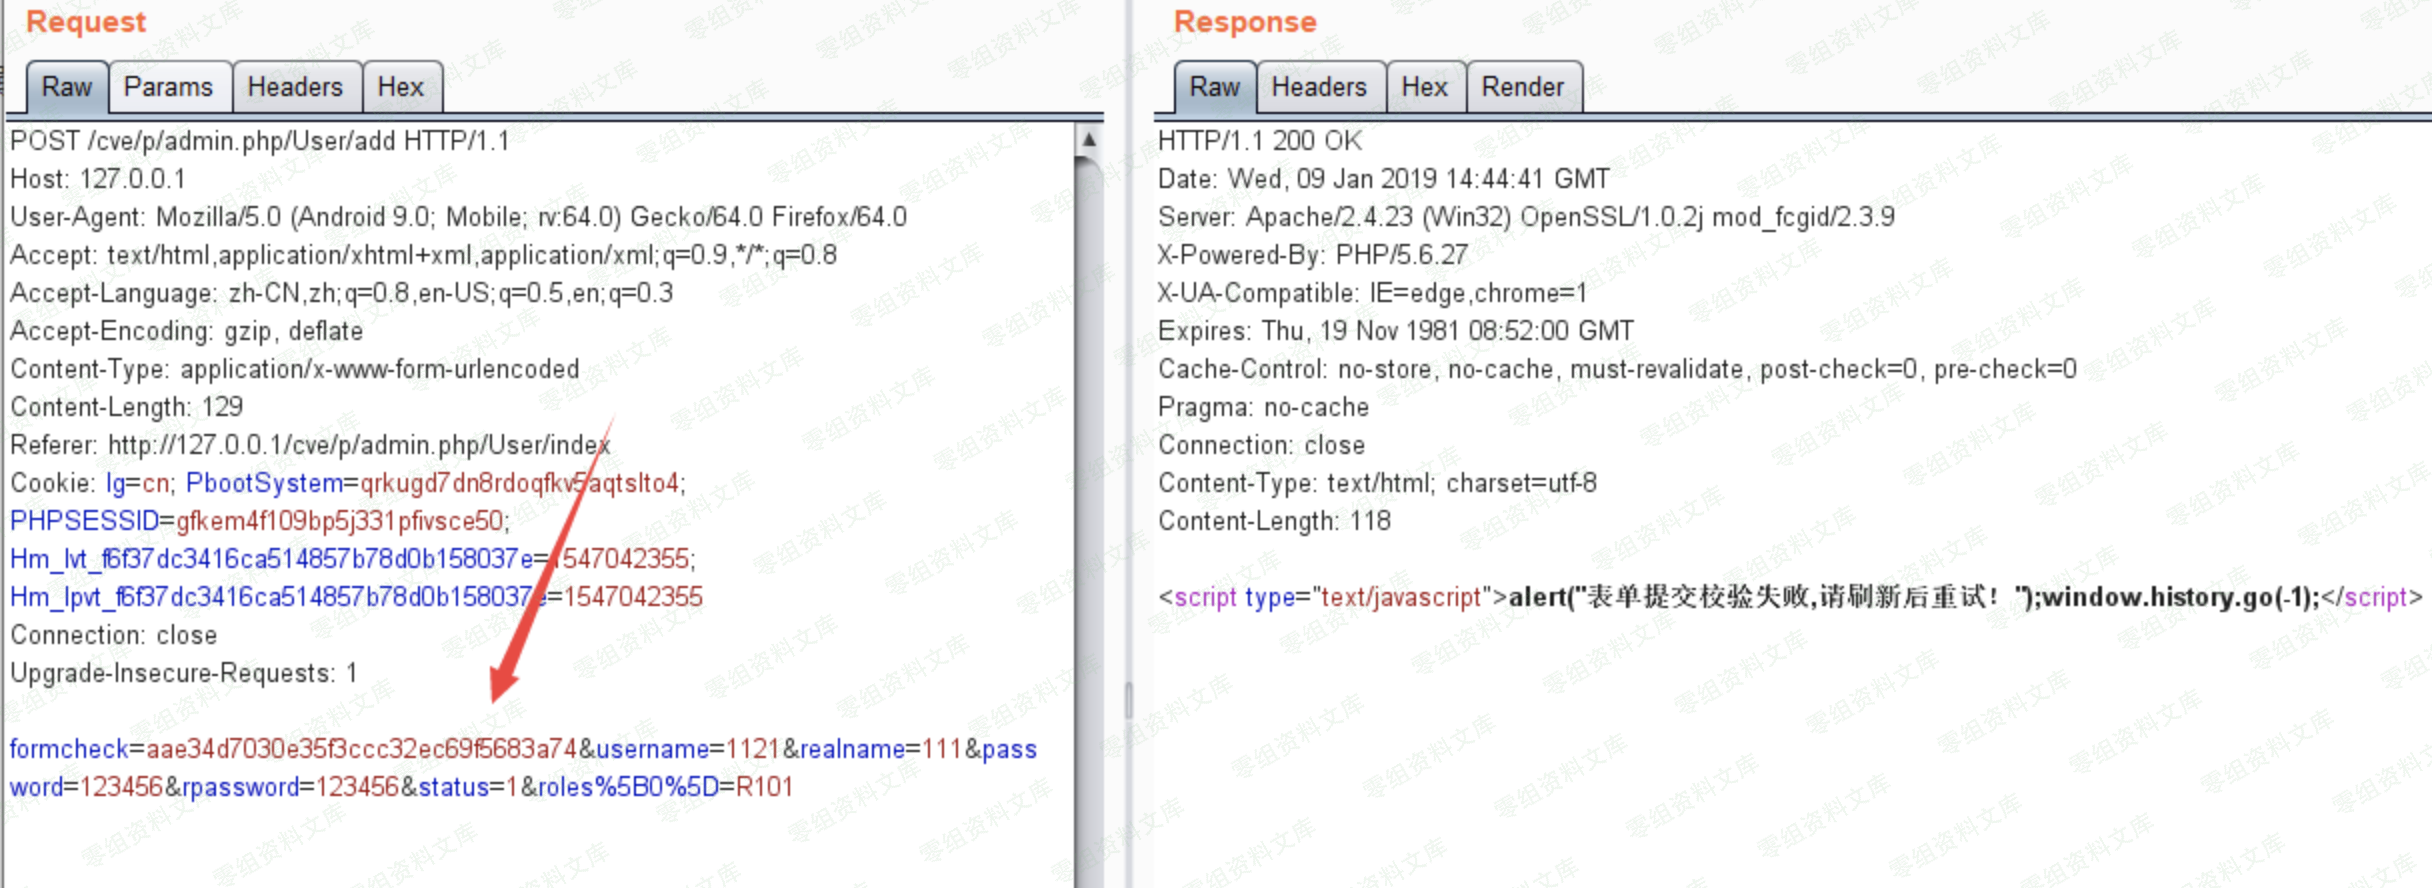 Request
Raw Params Headers Hex
POST /cve/p/admin.php/User/add HTTP/1.1
Host: 127.0.0.1
User-Agent: Mozilla/5.0 (Android 9.0; Mobile; rv:64.0) Gecko/64.0 Firefox/64.0
Accept: text/html,application/xhtml+xml,application/xml;q=0.9,*/*;q=0.8
Accept-Language: zh-CN,zh;q=0.8,en-US;q=0.5,en;q=0.3
Accept-Encoding: gzip, deflate
Content-Type: application/x-www-form-urlencoded
Content-Length: 129
Referer: http://127.0.0.1/cve/p/admin.php/User/index
Cookie: lg=cn; PbootSystem=qrkugd7dn8rdoqfkv5aqtslto4;
PHPSESSID=gfkem4f109bp5j331pfivsce50;
Hm_lvt_f6f37dc3416ca514857b78d0b158037e=1547042355;
Hm_lpvt_f6f37dc3416ca514857b78d0b158037e=1547042355
Connection: close
Upgrade-Insecure-Requests: 1
formcheck=aae34d7030e35f3ccc32ec69f5683a74&username=1121&realname=111&pass
word=123456&rpassword=123456&status=1&roles%5B0%5D=R101
Response
Raw Headers Hex Render
HTTP/1.1 200 OK
Date: Wed, 09 Jan 2019 14:44:41 GMT
Server: Apache/2.4.23 (Win32) OpenSSL/1.0.2j mod_fcgid/2.3.9
X-Powered-By: PHP/5.6.27
X-UA-Compatible: IE=edge,chrome=1
Expires: Thu, 19 Nov 1981 08:52:00 GMT
Cache-Control: no-store, no-cache, must-revalidate, post-check=0, pre-check=0
Pragma: no-cache
Connection: close
Content-Type: text/html; charset=utf-8
Content-Length: 118
<script type="text/javascript">alert("表单提交校验失败,请刷新后重试！");window.history.go(-1);</script>
零组资料文库